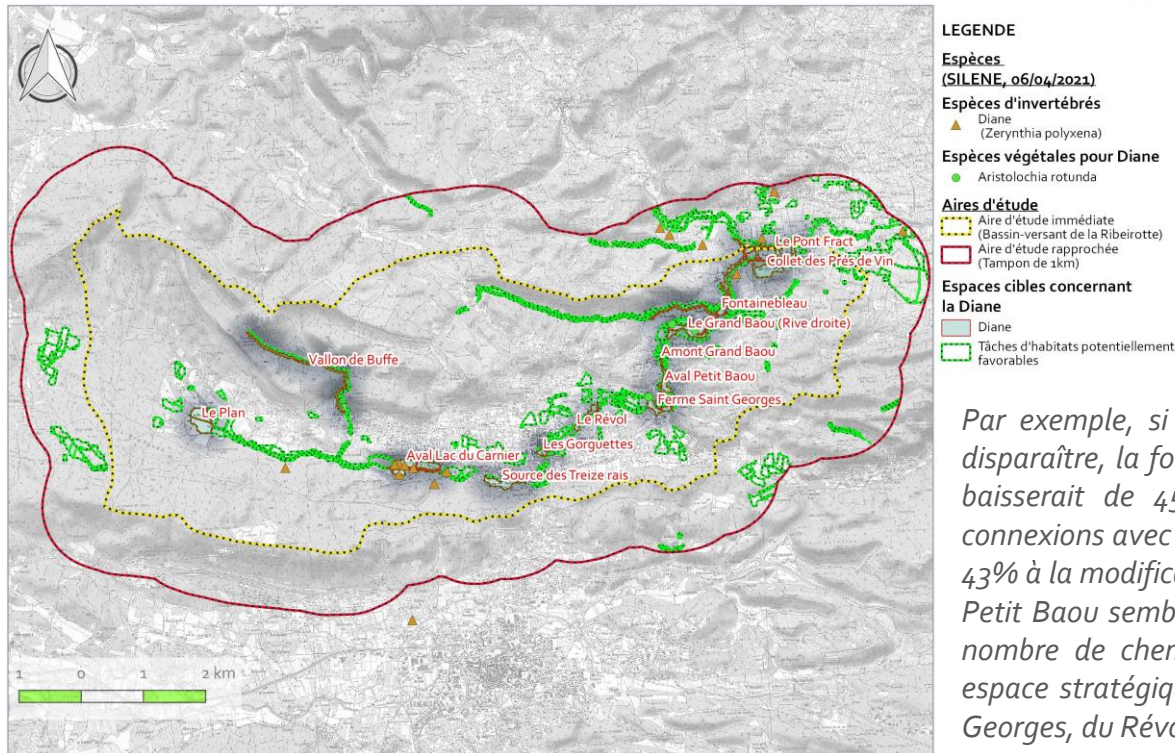 LEGENDE
Espèces
(SILENE, 06/04/2021)
Espèces d'invertébrés
Diane
(Zerynthia polyxena)
Espèces végétales pour Diane
Aristolochia rotunda
Aires d'étude
Aire d'étude immédiate
(Bassin-versant de la Ribeirotte)
Aire d'étude rapprochée
(Tampon de 1km)
Espaces cibles concernant
la Diane
Diane
Tâches d'habitats potentiellement
favorables
Le Pont Fract
Collet des Prés de Vin
Fontainebleau
Le Grand Baou (Rive droite)
Amont Grand Baou
Vallon de Buffe
Aval Petit Baou
Ferme Saint Georges
Le Plan
Le Révol
Les Gorguettes
Aval Lac du Carnier
Source des Treize rais
1 0 1 2 km
Par exemple, si
disparaître, la fo
baisserait de 45
connexions avec
43% à la modifica
Petit Baou semb
nombre de cher
espace stratégiq
Georges, du Révo